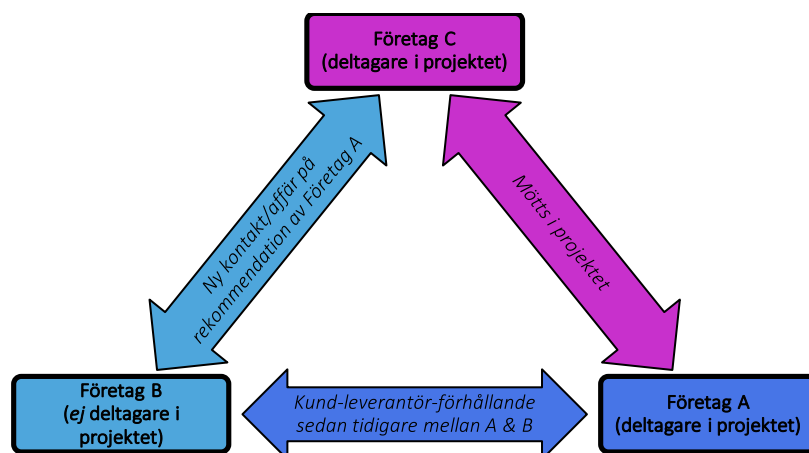 Företag C
(deltagare i projektet)
Ny kontakt/affär på
rekommendation av Företag A
Mötts i projektet
Företag B
(ej deltagare i
projektet)
Kund-leverantör-förhållande
sedan tidigare mellan A & B
Företag A
(deltagare i projektet)